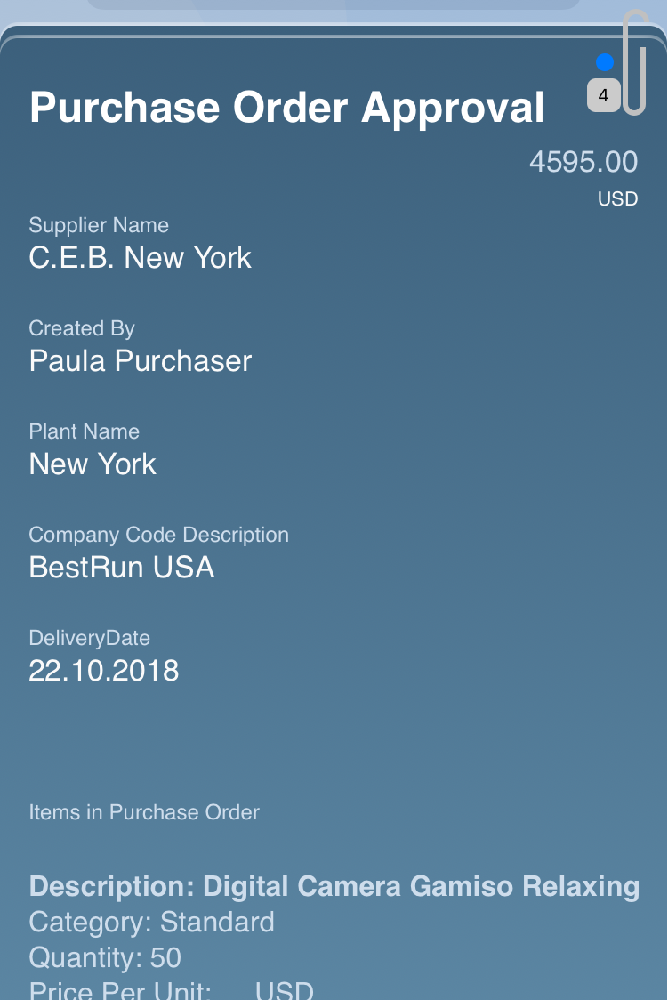 Purchase Order Approval
4
4595.00
USD
Supplier Name
C.E.B. New York
Created By
Paula Purchaser
Plant Name
New York
Company Code Description
BestRun USA
DeliveryDate
22.10.2018
Items in Purchase Order
Description: Digital Camera Gamiso Relaxing
Category: Standard
Quantity: 50
Price Per Unit: USD